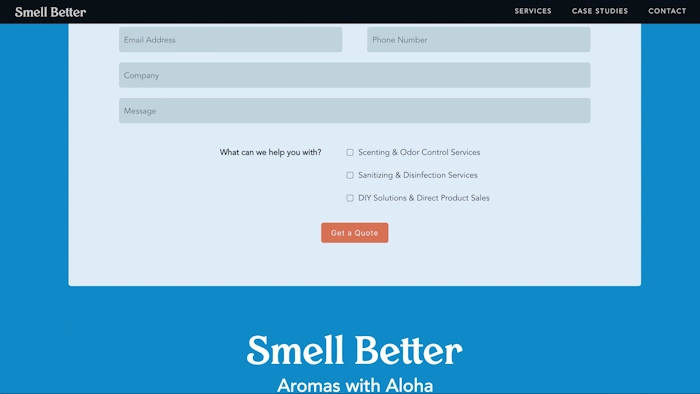 Smell Better
SERVICES CASE STUDIES CONTACT
Email Address Phone Number
Company
Message
What can we help you with? Scenting & Odor Control Services
Sanitizing & Disinfection Services
DIY Solutions & Direct Product Sales
Get a Quote
Smell Better
Aromas with Aloha